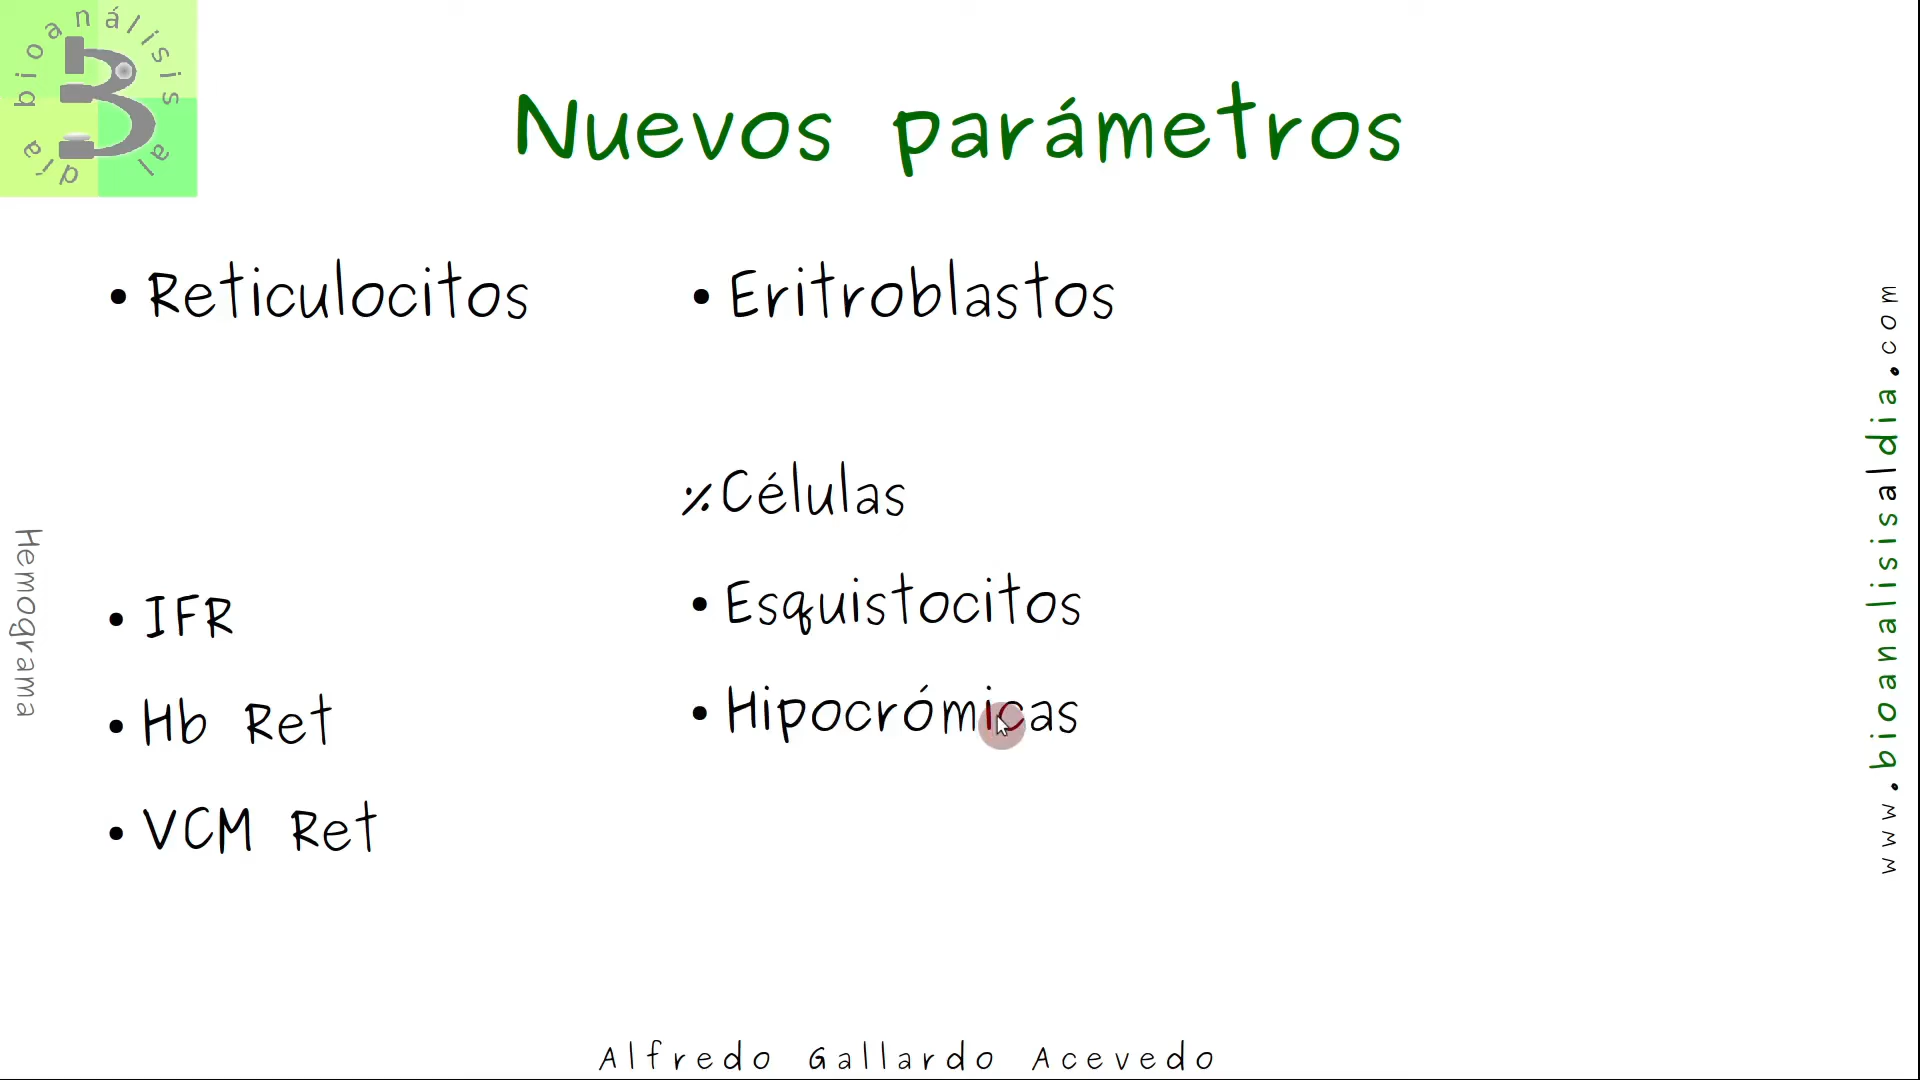 bioanálisis al día
Nuevos parámetros
• Reticulocitos
• IFR
• Hb Ret
• VCM Ret
• Eritroblastos
%Células
• Esquistocitos
• Hipocrómicas
Hemograma
www.bioanalisisaldia.com
Alfredo Gallardo Acevedo